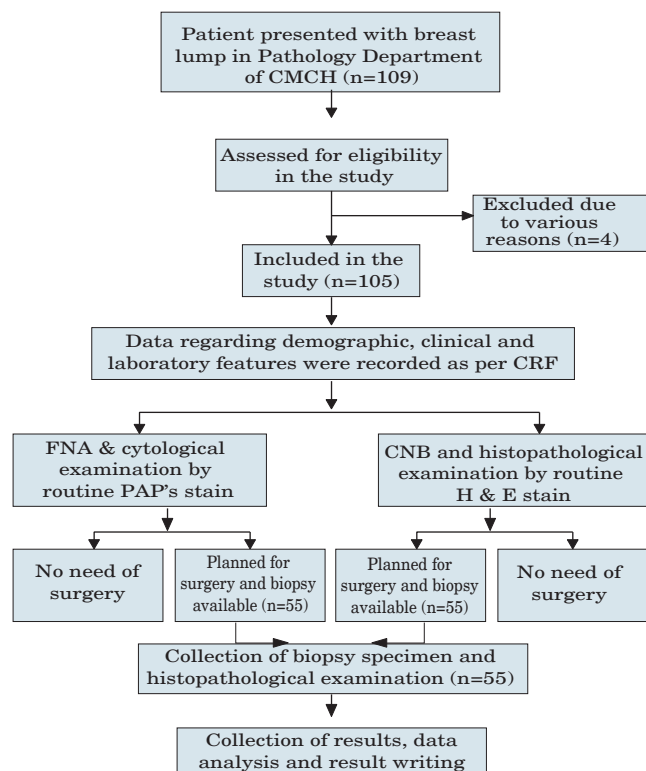 Patient presented with breast
lump in Pathology Department
of CMCH (n=109)
Assessed for eligibility
in the study
Excluded due
to various
reasons (n=4)
Included in the
study (n=105)
Data regarding demographic, clinical and
laboratory features were recorded as per CRF
FNA & cytological
examination by
routine PAP's stain
CNB and histopathological
examination by routine
H & E stain
No need of
surgery
Planned for
surgery and biopsy
available (n=55)
Planned for
surgery and biopsy
available (n=55)
No need of
surgery
Collection of biopsy specimen and
histopathological examination (n=55)
Collection of results, data
analysis and result writing